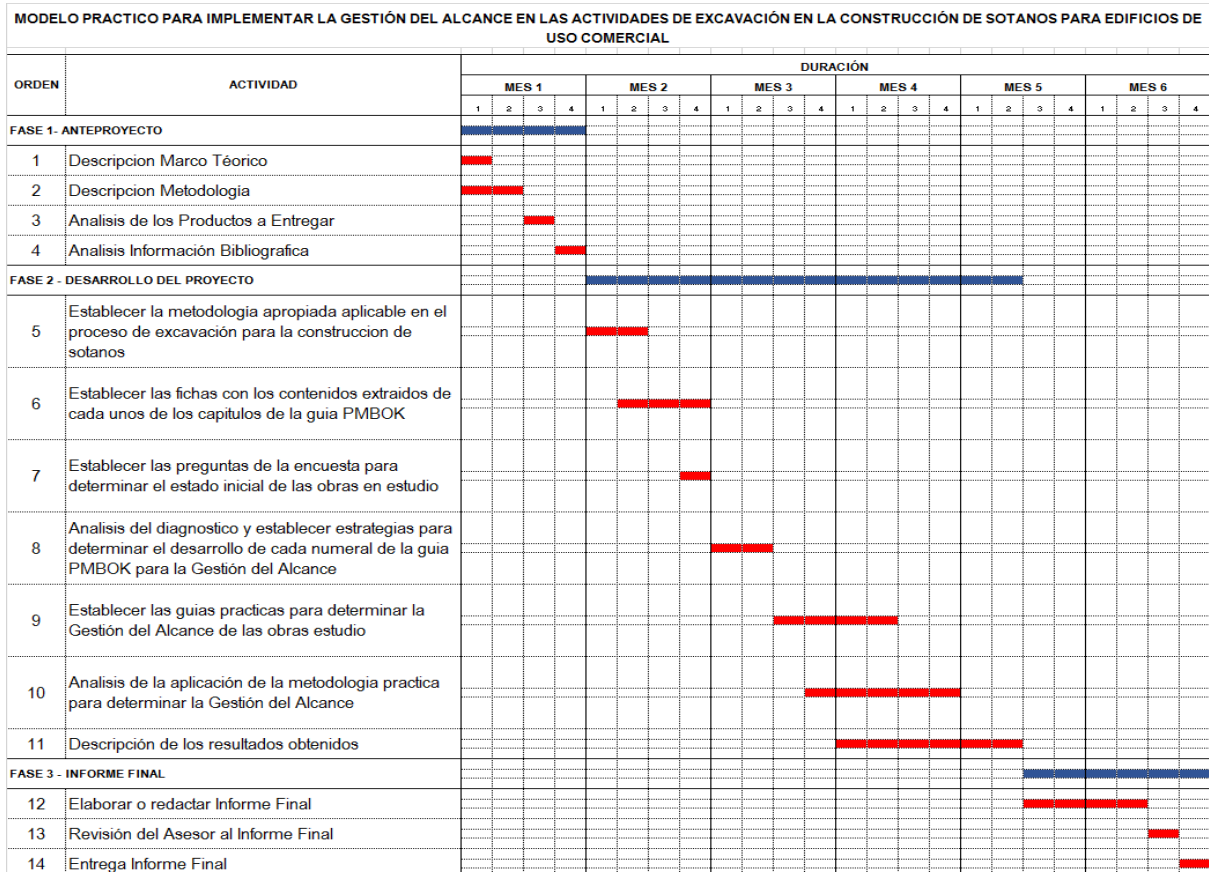 MODELO PRACTICO PARA IMPLEMENTAR LA GESTIÓN DEL ALCANCE EN LAS ACTIVIDADES DE EXCAVACIÓN EN LA CONSTRUCCIÓN DE SOTANOS PARA EDIFICIOS DE
USO COMERCIAL
ORDEN ACTIVIDAD DURACIÓN
MES 1 MES 2 MES 3 MES 4 MES 5 MES 6
1 2 3 4 1 2 3 4 1 2 3 4 1 2 3 4 1 2 3 4 1 2 3 4
FASE 1- ANTEPROYECTO
1 Descripcion Marco Téorico
2 Descripcion Metodologia
3 Analisis de los Productos a Entregar
4 Analisis Información Bibliografica
FASE 2 - DESARROLLO DEL PROYECTO
5 Establecer la metodologia apropiada aplicable en el
proceso de excavación para la construccion de
sotanos
6 Establecer las fichas con los contenidos extraidos de
cada unos de los capitulos de la guia PMBOK
7 Establecer las preguntas de la encuesta para
determinar el estado inicial de las obras en estudio
8 Analisis del diagnostico y establecer estrategias para
determinar el desarrollo de cada numeral de la guia
PMBOK para la Gestión del Alcance
9 Establecer las guias practicas para determinar la
Gestión del Alcance de las obras estudio
10 Analisis de la aplicación de la metodologia practica
para determinar la Gestión del Alcance
11 Descripción de los resultados obtenidos
FASE 3 - INFORME FINAL
12 Elaborar o redactar Informe Final
13 Revisión del Asesor al Informe Final
14 Entrega Informe Final